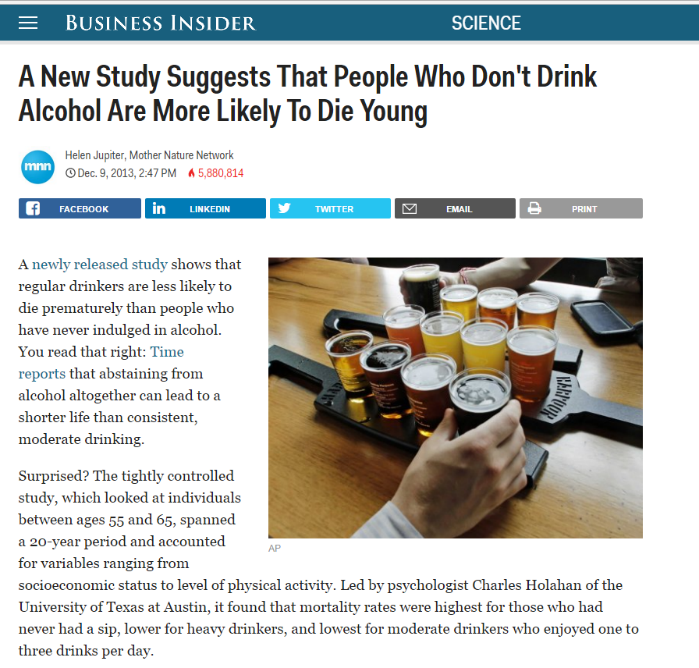 BUSINESS INSIDER SCIENCE
A New Study Suggests That People Who Don't Drink
Alcohol Are More Likely To Die Young
mnn
Helen Jupiter, Mother Nature Network
Dec. 9, 2013, 2:47 PM 5,880,814
FACEBOOK LINKEDIN TWITTER EMAIL PRINT
A newly released study shows that
regular drinkers are less likely to
die prematurely than people who
have never indulged in alcohol.
You read that right: Time
reports that abstaining from
alcohol altogether can lead to a
shorter life than consistent,
moderate drinking.
Surprised? The tightly controlled
study, which looked at individuals
between ages 55 and 65, spanned
a 20-year period and accounted
for variables ranging from
AP
socioeconomic status to level of physical activity. Led by psychologist Charles Holahan of the
University of Texas at Austin, it found that mortality rates were highest for those who had
never had a sip, lower for heavy drinkers, and lowest for moderate drinkers who enjoyed one to
three drinks per day.